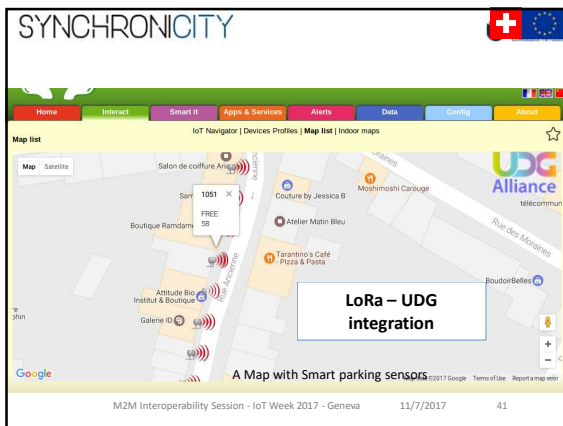 SYNCHRONICITY
Home Interact Smart It Apps & Services Alerts Data Config About
IoT Navigator | Devices Profiles | Map list | Indoor maps
Map list
Map Satellite
Salon de coiffure
UDG
Alliance
1051 ×
FREE
58
Couture by Jessica B
Moshimoshi Carouge
télécommun
Boutique Ramdam
Atelier Matin Bleu
Rue des Moraines
Tarantino's Café
- Pizza & Pasta
Rue Ancienne
BoudoirBelles
Attitude Bio
Institut & Boutique
LoRa – UDG
integration
Galerie ID
Google
A Map with Smart parking sensors
©2017 Google Terms of Use Report a map error
M2M Interoperability Session - IoT Week 2017 - Geneva 11/7/2017 41